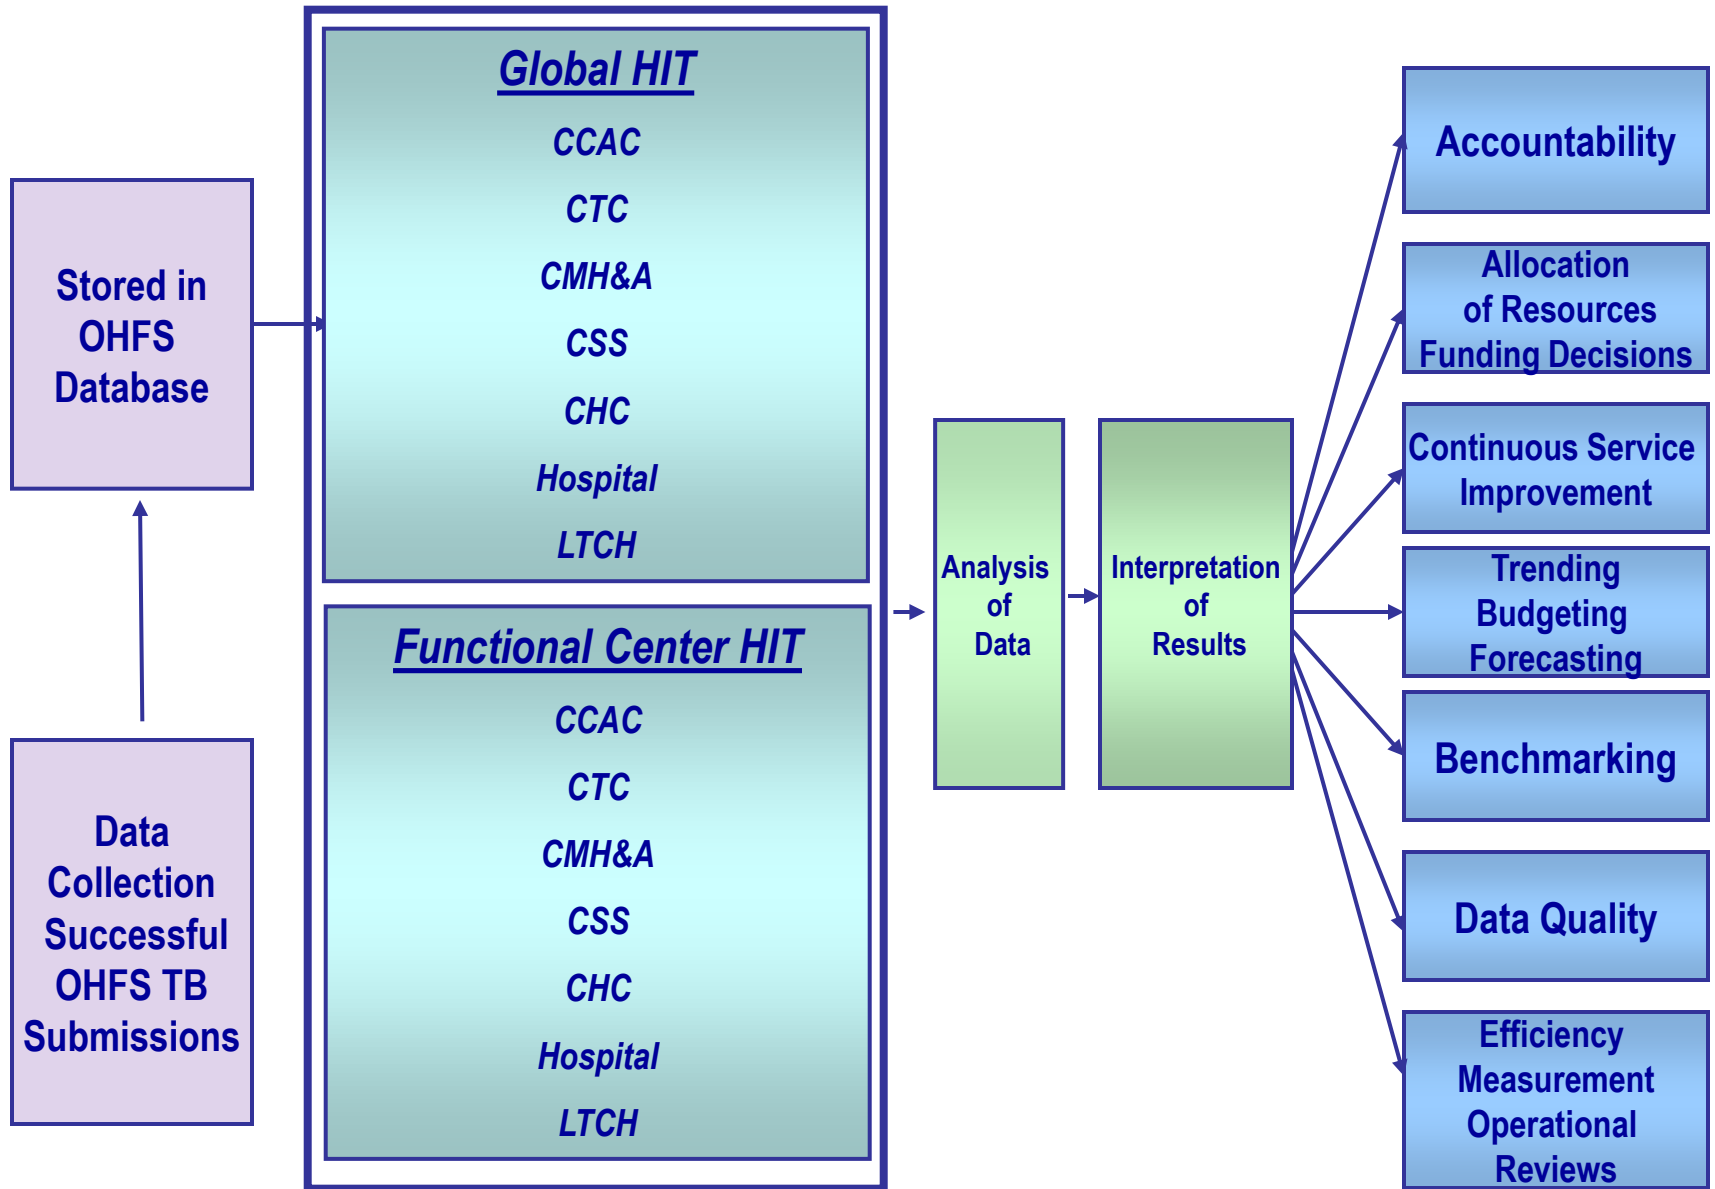 Stored in
OHFS
Database
Data
Collection
Successful
OHFS TB
Submissions
Global HIT
CCAC
CTC
CMH&A
CSS
CHC
Hospital
LTCH
Functional Center HIT
CCAC
CTC
CMH&A
CSS
CHC
Hospital
LTCH
Analysis
of
Data
Interpretation
of
Results
Accountability
Allocation
of Resources
Funding Decisions
Continuous Service
Improvement
Trending
Budgeting
Forecasting
Benchmarking
Data Quality
Efficiency
Measurement
Operational
Reviews